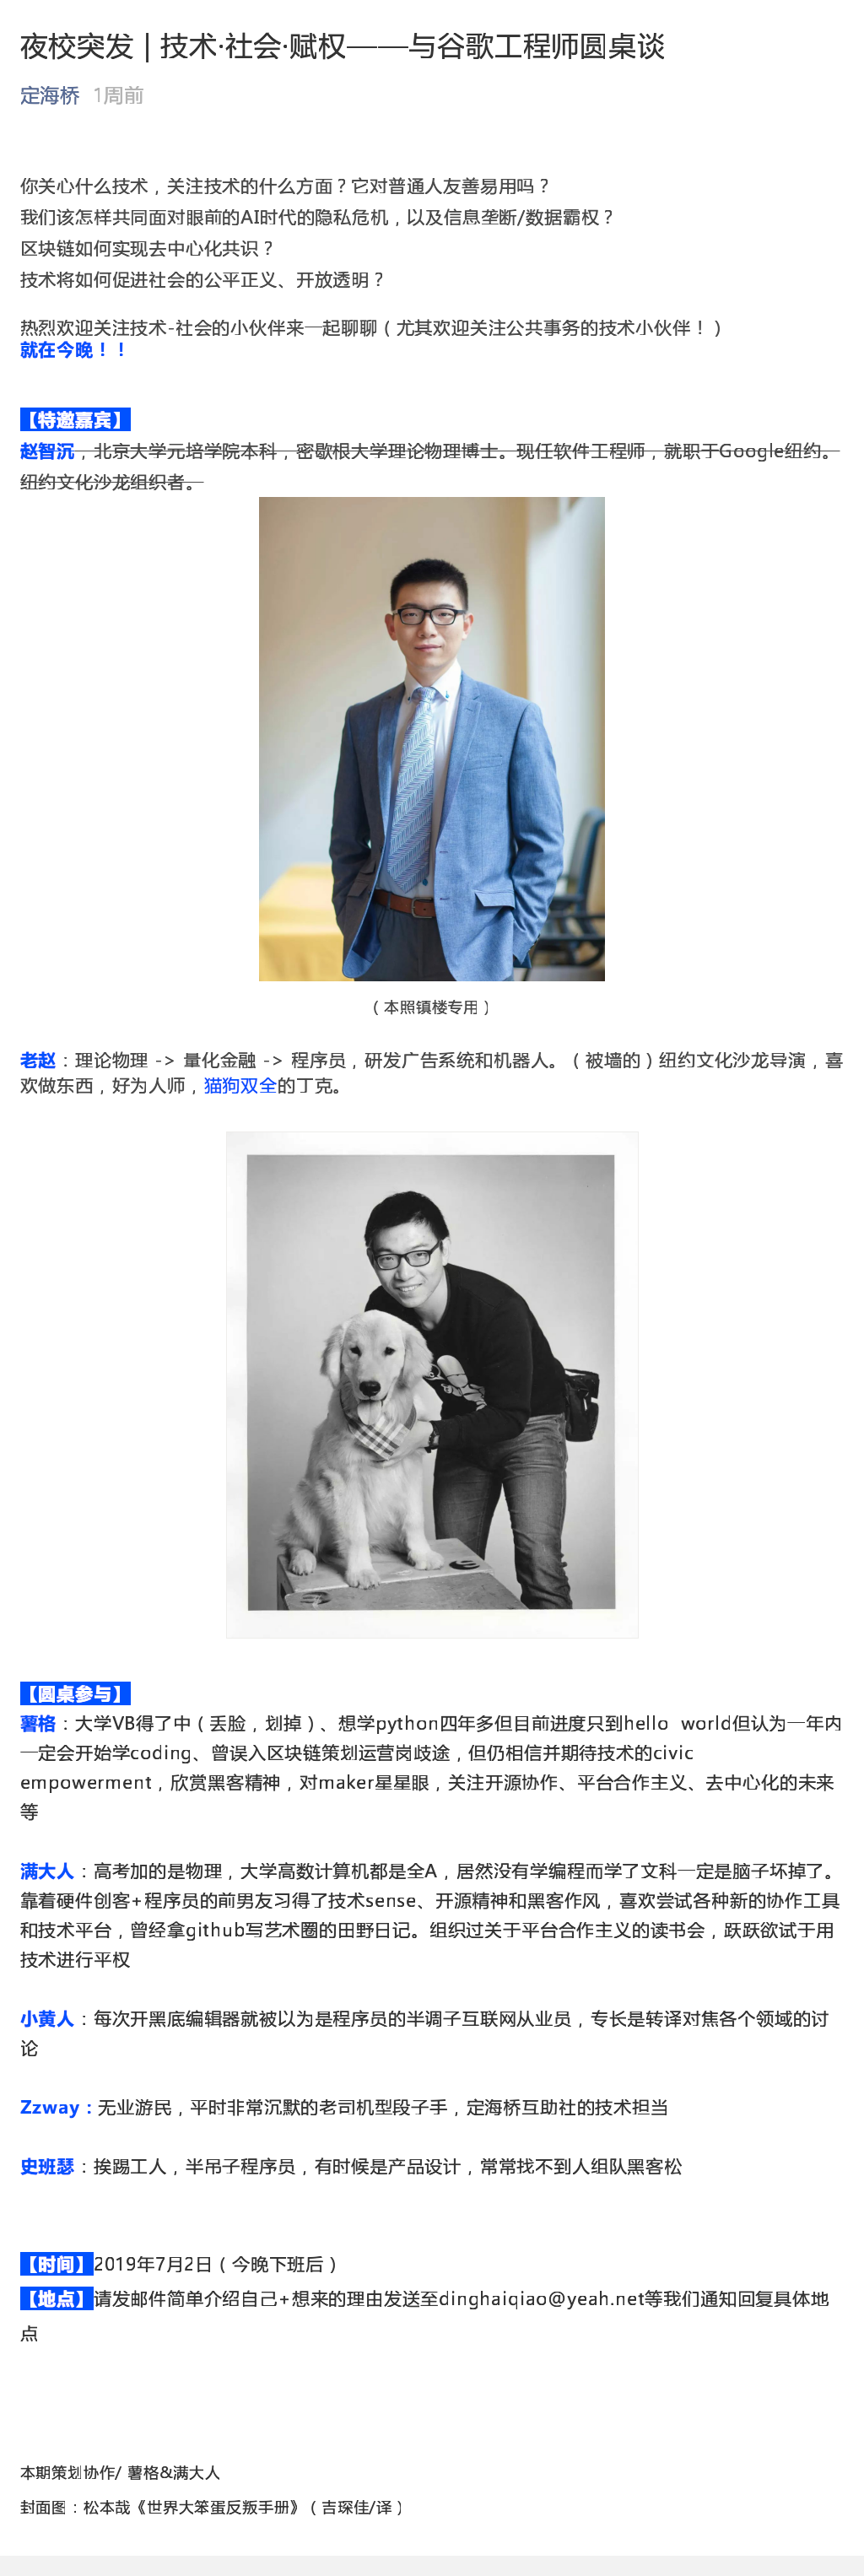 夜校突发 | 技术·社会·赋权——与谷歌工程师圆桌谈
定海桥 1周前
你关心什么技术，关注技术的什么方面？它对普通人友善易用吗？
我们该怎样共同面对眼前的AI时代的隐私危机，以及信息垄断/数据霸权？
区块链如何实现去中心化共识？
技术将如何促进社会的公平正义、开放透明？
热烈欢迎关注技术-社会的小伙伴来一起聊聊（尤其欢迎关注公共事务的技术小伙伴！）
就在今晚！！
【特邀嘉宾】
赵智沉，北京大学元培学院本科，密歇根大学理论物理博士。现任软件工程师，就职于Google纽约。
纽约文化沙龙组织者。
（本照镇楼专用）
老赵：理论物理 -> 量化金融 -> 程序员，研发广告系统和机器人。（被墙的）纽约文化沙龙导演，喜
欢做东西，好为人师，猫狗双全的丁克。
【圆桌参与】
薯格：大学VB得了中（丢脸，划掉）、想学python四年多但目前进度只到hello world但认为一年内
一定会开始学coding、曾误入区块链策划运营岗歧途，但仍相信并期待技术的civic
empowerment，欣赏黑客精神，对maker星星眼，关注开源协作、平台合作主义、去中心化的未来
等
满大人：高考加的是物理，大学高数计算机都是全A，居然没有学编程而学了文科一定是脑子坏掉了。
靠着硬件创客+程序员的前男友习得了技术sense、开源精神和黑客作风，喜欢尝试各种新的协作工具
和技术平台，曾经拿github写艺术圈的田野日记。组织过关于平台合作主义的读书会，跃跃欲试于用
技术进行平权
小黄人：每次开黑底编辑器就被以为是程序员的半调子互联网从业员，专长是转译对焦各个领域的讨
论
Zzway：无业游民，平时非常沉默的老司机型段子手，定海桥互助社的技术担当
史班瑟：挨踢工人，半吊子程序员，有时候是产品设计，常常找不到人组队黑客松
【时间】2019年7月2日（今晚下班后）
【地点】请发邮件简单介绍自己+想来的理由发送至dinghaiqiao@yeah.net等我们通知回复具体地
点
本期策划协作/ 薯格&满大人
封面图：松本哉《世界大笨蛋反叛手册》（吉琛佳/译）